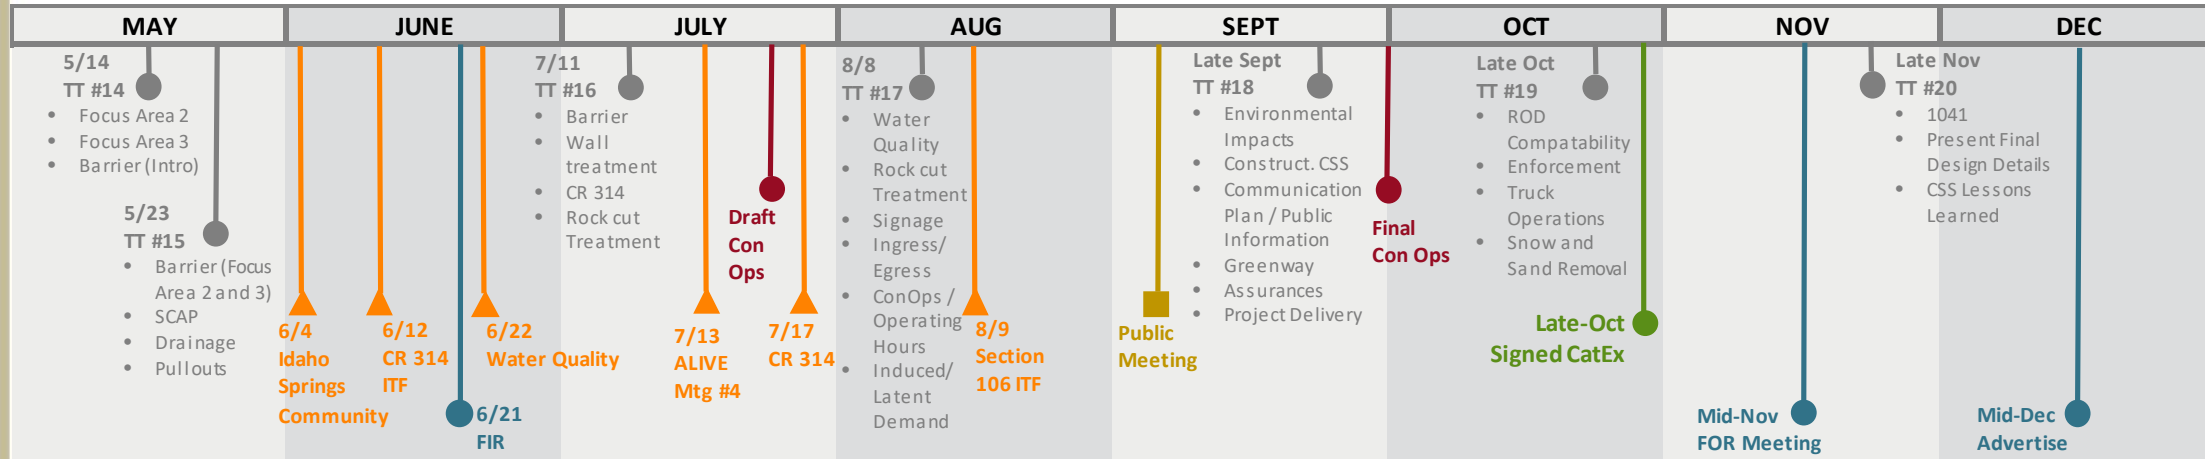 MAY
JUNE
JULY
AUG
SEPT
OCT
NOV
DEC
5/14
TT #14
• Focus Area 2
• Focus Area 3
• Barrier (Intro)
5/23
TT #15
• Barrier (Focus
Area 2 and 3)
• SCAP
• Drainage
• Pullouts
6/4
Idaho
Springs
Community
6/12
CR 314
ITF
6/21
FIR
6/22
Water Quality
7/11
TT #16
• Barrier
• Wall
treatment
• CR 314
• Rock cut
Treatment
7/13
ALIVE
Mtg #4
Draft
Con
Ops
7/17
CR 314
8/8
TT #17
• Water
Quality
• Rock cut
Treatment
• Signage
• Ingress/
Egress
• ConOps /
Operating
Hours
• Induced/
Latent
Demand
8/9
Section
106 ITF
Public
Meeting
Late Sept
TT #18
• Environmental
Impacts
• Construct. CSS
• Communication
Plan / Public
Information
• Greenway
• Assurances
• Project Delivery
Final
Con Ops
Late Oct
TT #19
• ROD
Compatability
• Enforcement
• Truck
Operations
• Snow and
Sand Removal
Late-Oct
Signed CatEx
Mid-Nov
FOR Meeting
Late Nov
TT #20
• 1041
• Present Final
Design Details
• CSS Lessons
Learned
Mid-Dec
Advertise